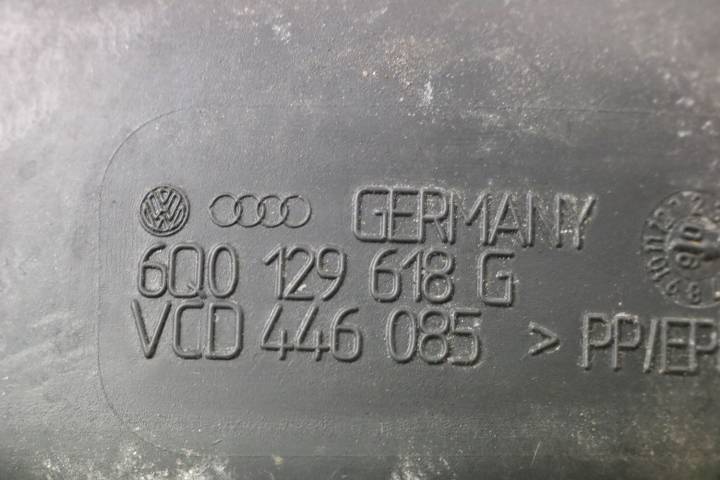 GERMANY
6Q0 129 618 G
VCD 446 085 > PP/EP